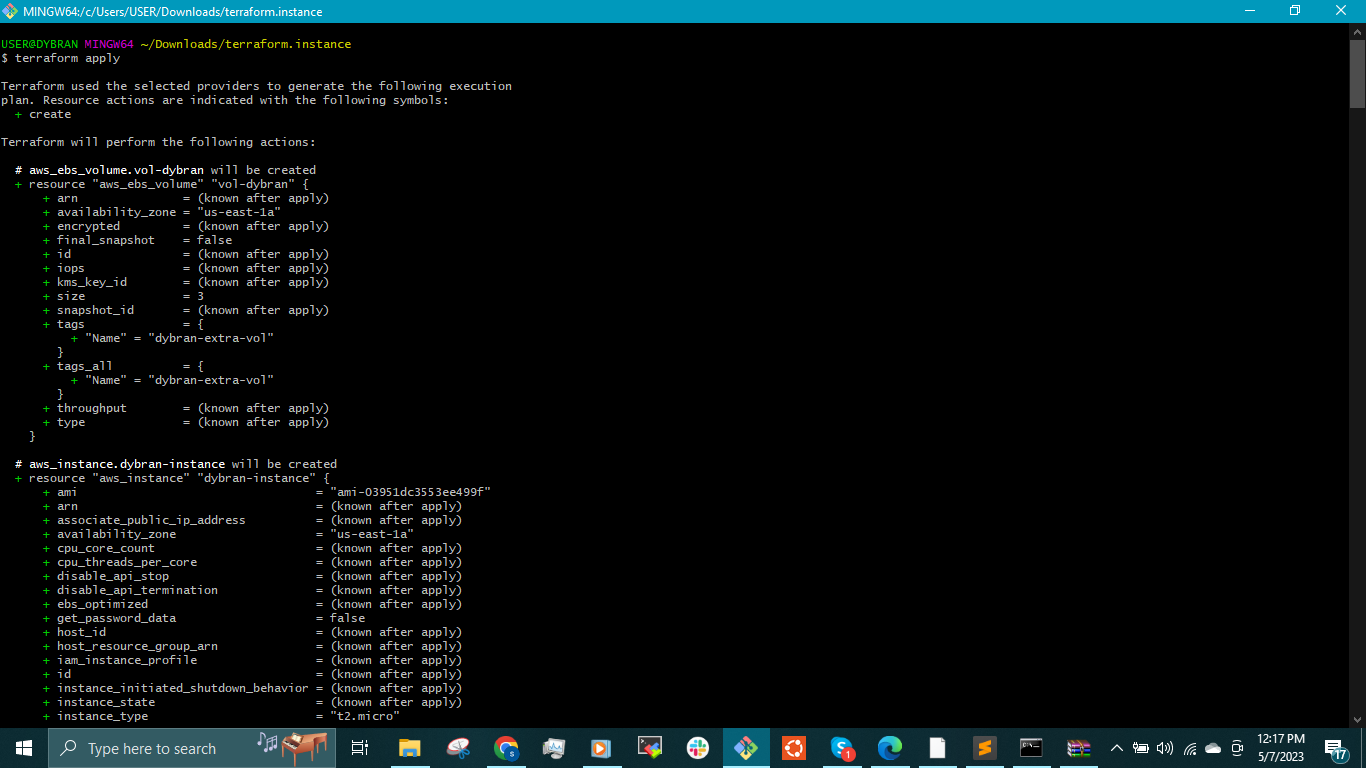 MINGW64:/c/Users/USER/Downloads/terraform.instance
USER@DYBRAN MINGW64 ~/Downloads/terraform.instance
$ terraform apply
Terraform used the selected providers to generate the following execution
plan. Resource actions are indicated with the following symbols:
+ create
Terraform will perform the following actions:
# aws_ebs_volume.vol-dybran will be created
+ resource "aws_ebs_volume" "vol-dybran" {
+ arn = (known after apply)
+ availability_zone = "us-east-1a"
+ encrypted = (known after apply)
+ final_snapshot = false
+ id = (known after apply)
+ iops = (known after apply)
+ kms_key_id = (known after apply)
+ size = 3
+ snapshot_id = (known after apply)
+ tags = {
+ "Name" = "dybran-extra-vol"
}
+ tags_all = {
+ "Name" = "dybran-extra-vol"
}
+ throughput = (known after apply)
+ type = (known after apply)
}
# aws_instance.dybran-instance will be created
+ resource "aws_instance" "dybran-instance" {
+ ami = "ami-03951dc3553ee499f"
+ arn = (known after apply)
+ associate_public_ip_address = (known after apply)
+ availability_zone = "us-east-1a"
+ cpu_core_count = (known after apply)
+ cpu_threads_per_core = (known after apply)
+ disable_api_stop = (known after apply)
+ disable_api_termination = (known after apply)
+ ebs_optimized = (known after apply)
+ get_password_data = false
+ host_id = (known after apply)
+ host_resource_group_arn = (known after apply)
+ iam_instance_profile = (known after apply)
+ id = (known after apply)
+ instance_initiated_shutdown_behavior = (known after apply)
+ instance_state = (known after apply)
+ instance_type = "t2.micro"
Type here to search
12:17 PM
5/7/2023
17